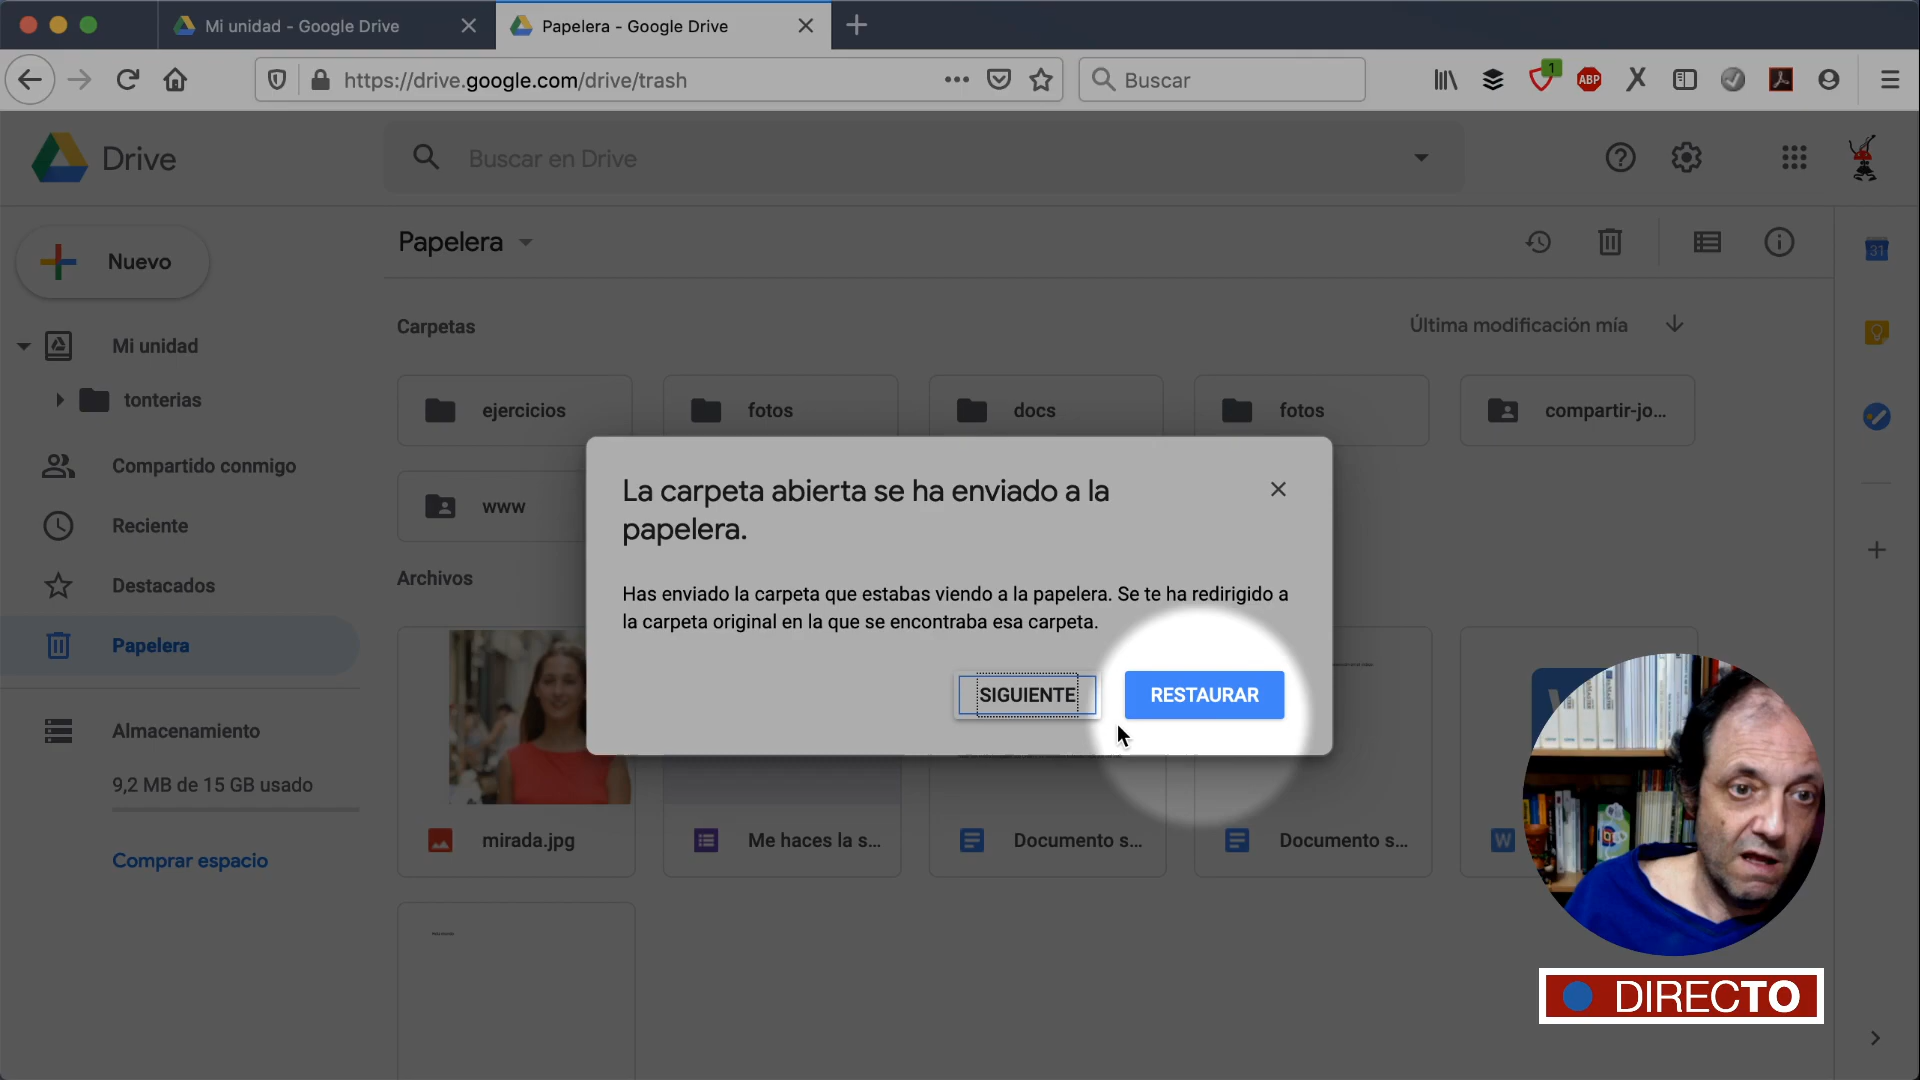 Mi unidad - Google Drive
Papelera - Google Drive
https://drive.google.com/drive/trash
Buscar
1
ABP
Drive
Buscar en Drive
Nuevo
Papelera
31
Mi unidad
tonterias
Compartido conmigo
Reciente
Destacados
Papelera
Almacenamiento
9,2 MB de 15 GB usado
Comprar espacio
Carpetas
Última modificación mía
ejercicios
fotos
docs
fotos
compartir-jo...
www
Archivos
La carpeta abierta se ha enviado a la
papelera.
Has enviado la carpeta que estabas viendo a la papelera. Se te ha redirigido a
la carpeta original en la que se encontraba esa carpeta.
SIGUIENTE
RESTAURAR
mirada.jpg
Me haces la s...
Documento s...
Documento s...
W
DIRECTO